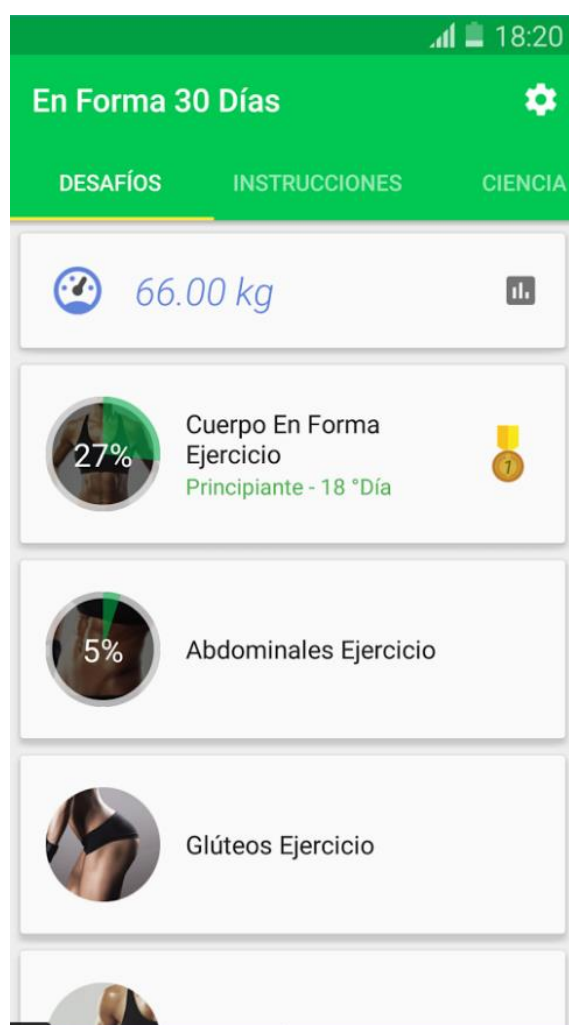 18:20
En Forma 30 Días
DESAFÍOS INSTRUCCIONES CIENCIA
66.00 kg
27%
Cuerpo En Forma
Ejercicio
Principiante - 18 °Día
1
5%
Abdominales Ejercicio
Glúteos Ejercicio